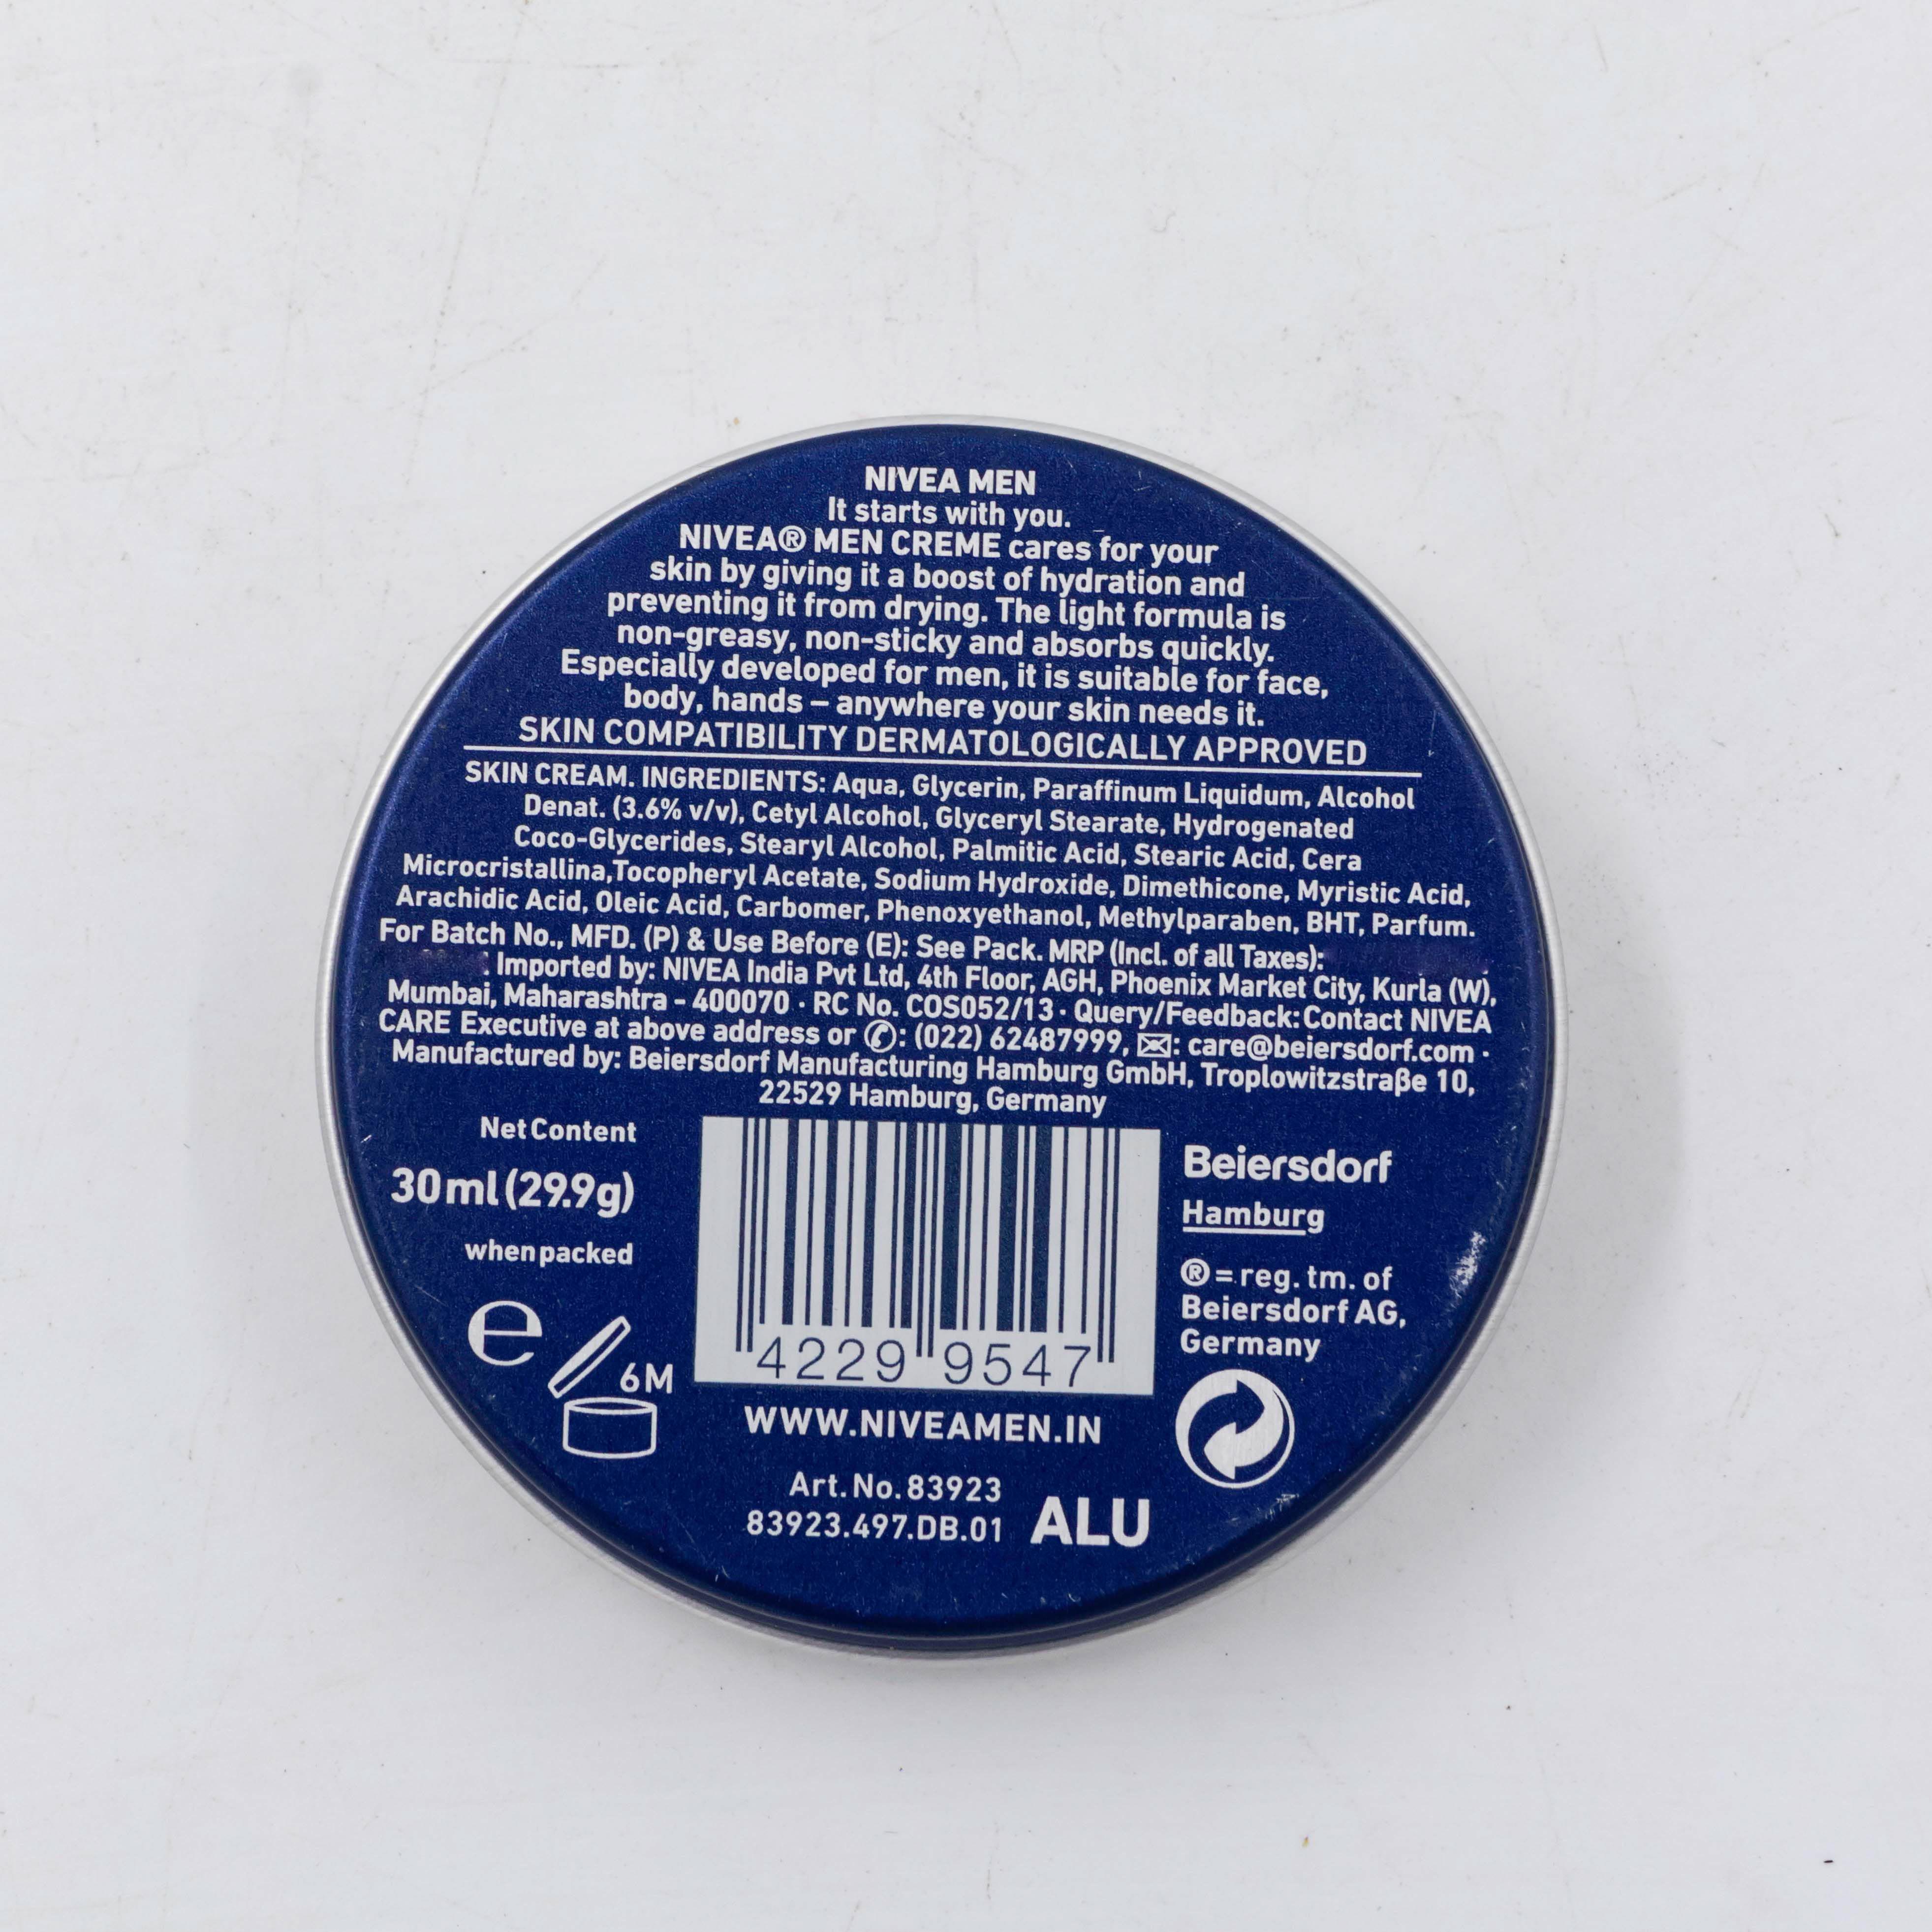 NIVEA MEN
It starts with you.
NIVEA® MEN CREME cares for your
skin by giving it a boost of hydration and
preventing it from drying. The light formula is
non-greasy, non-sticky and absorbs quickly.
Especially developed for men, it is suitable for face,
body, hands – anywhere your skin needs it.
SKIN COMPATIBILITY DERMATOLOGICALLY APPROVED
SKIN CREAM. INGREDIENTS: Aqua, Glycerin, Paraffinum Liquidum, Alcohol
Denat. (3.6% v/v), Cetyl Alcohol, Glyceryl Stearate, Hydrogenated
Coco-Glycerides, Stearyl Alcohol, Palmitic Acid, Stearic Acid, Cera
Microcristallina,Tocopheryl Acetate, Sodium Hydroxide, Dimethicone, Myristic Acid,
Arachidic Acid, Oleic Acid, Carbomer, Phenoxyethanol, Methylparaben, BHT, Parfum.
For Batch No., MFD. (P) & Use Before (E): See Pack. MRP (Incl. of all Taxes):
Imported by: NIVEA India Pvt Ltd, 4th Floor, AGH, Phoenix Market City, Kurla (W),
Mumbai, Maharashtra - 400070 · RC No. COS052/13 · Query/Feedback: Contact NIVEA
CARE Executive at above address or ✆: (022) 62487999, ✉: care@beiersdorf.com ·
Manufactured by: Beiersdorf Manufacturing Hamburg GmbH, Troplowitzstraße 10,
22529 Hamburg, Germany
Net Content
30 ml (29.9 g)
when packed
e
6M
4229 9547
Beiersdorf
Hamburg
® = reg. tm. of
Beiersdorf AG,
Germany
WWW.NIVEAMEN.IN
Art. No. 83923
83923.497.DB.01
ALU